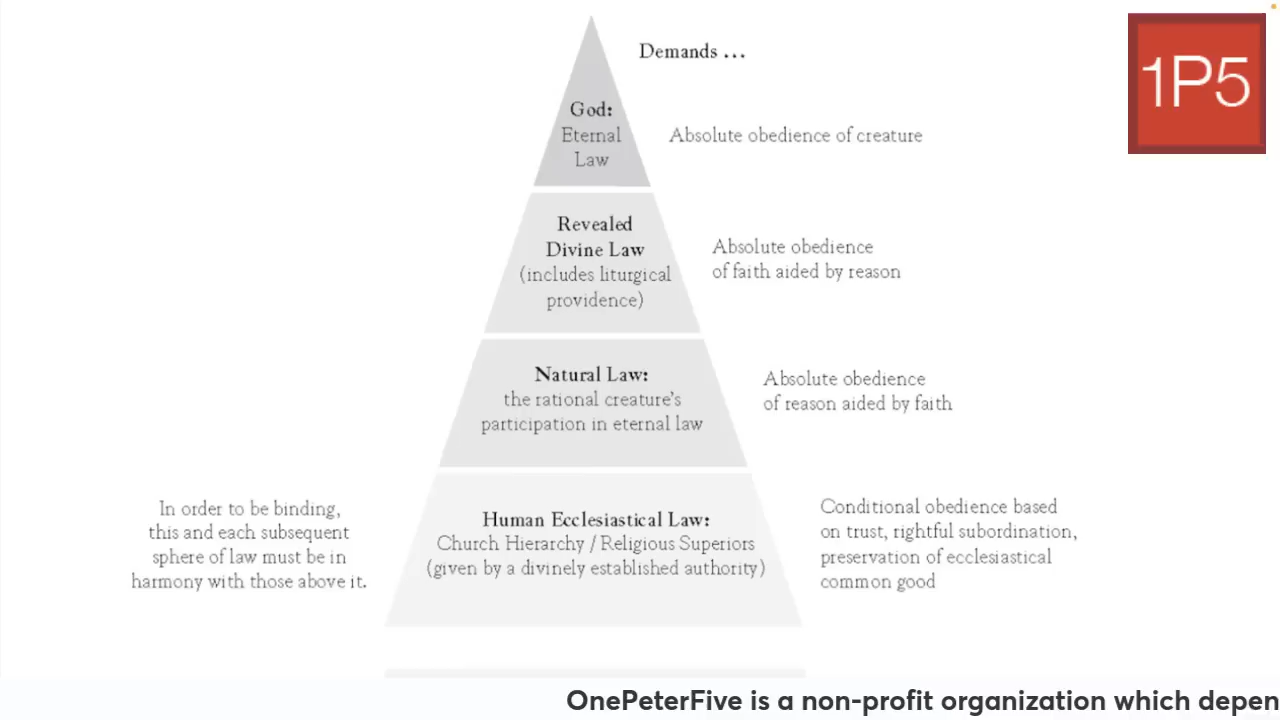 Demands ...
1P5
God:
Eternal
Law
Absolute obedience of creature
Revealed
Divine Law
(includes liturgical
providence)
Absolute obedience
of faith aided by reason
Natural Law:
the rational creature's
participation in eternal law
Absolute obedience
of reason aided by faith
In order to be binding,
this and each subsequent
sphere of law must be in
harmony with those above it.
Human Ecclesiastical Law:
Church Hierarchy / Religious Superiors
(given by a divinely established authority)
Conditional obedience based
on trust, rightful subordination,
preservation of ecclesiastical
common good
OnePeterFive is a non-profit organization which depen